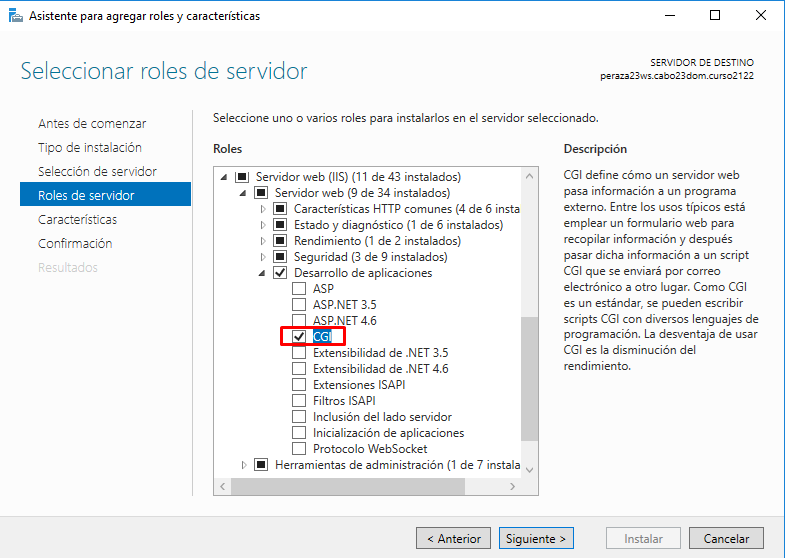 Asistente para agregar roles y características
Seleccionar roles de servidor
SERVIDOR DE DESTINO
peraza23ws.cabo23dom.curso2122
Antes de comenzar
Tipo de instalación
Selección de servidor
Roles de servidor
Características
Confirmación
Resultados
Seleccione uno o varios roles para instalarlos en el servidor seleccionado.
Roles
Servidor web (IIS) (11 de 43 instalados)
Servidor web (9 de 34 instalados)
Características HTTP comunes (4 de 6 insta
Estado y diagnóstico (1 de 6 instalados)
Rendimiento (1 de 2 instalados)
Seguridad (3 de 9 instalados)
Desarrollo de aplicaciones
ASP
ASP.NET 3.5
ASP.NET 4.6
CGI
Extensibilidad de .NET 3.5
Extensibilidad de .NET 4.6
Extensiones ISAPI
Filtros ISAPI
Inclusión del lado servidor
Inicialización de aplicaciones
Protocolo WebSocket
Herramientas de administración (1 de 7 instala
Descripción
CGI define cómo un servidor web
pasa información a un programa
externo. Entre los usos típicos está
emplear un formulario web para
recopilar información y después
pasar dicha información a un script
CGI que se enviará por correo
electrónico a otro lugar. Como CGI
es un estándar, se pueden escribir
scripts CGI con diversos lenguajes de
programación. La desventaja de usar
CGI es la disminución del
rendimiento.
< Anterior
Siguiente >
Instalar
Cancelar